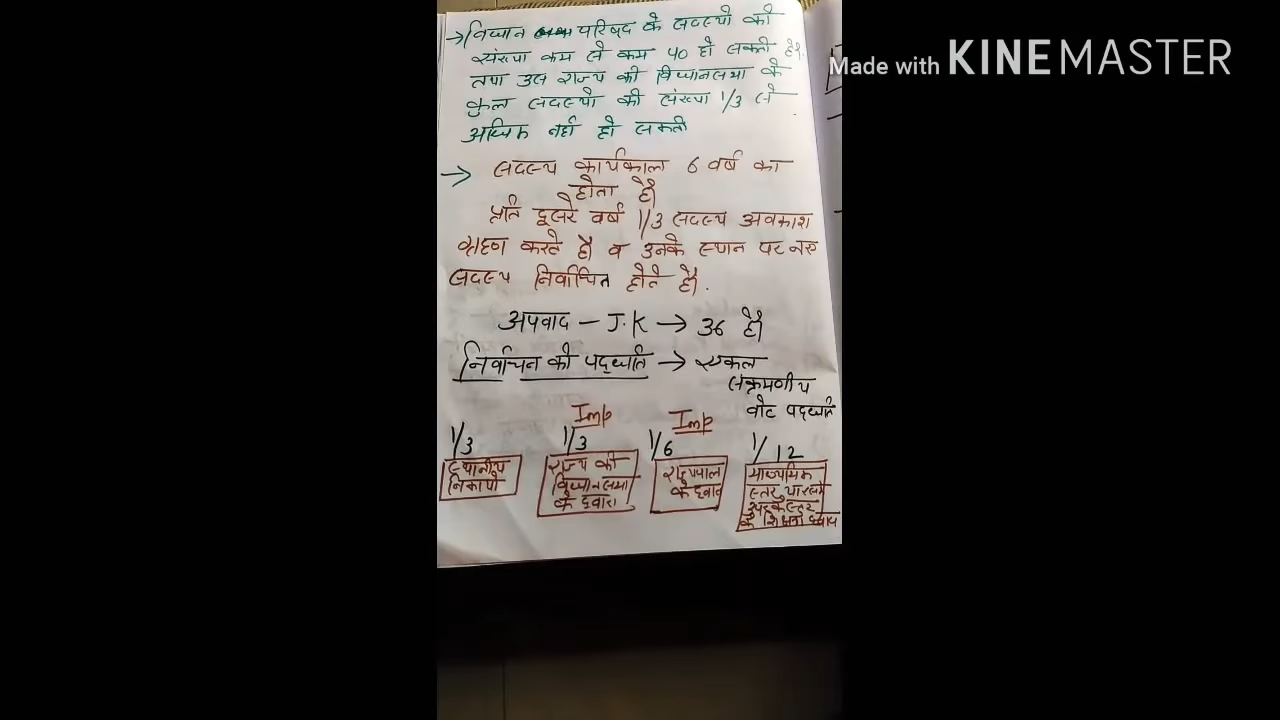 → विधान परिषद के सदस्यो की
Made with KINEMASTER
संख्या कम से कम 40 हो सकती है।
तथा उस राज्य की विधानसभा के
कुल सदस्यो की संख्या 1/3 से
अधिक नहीं हो सकती
→ सदस्य कार्यकाल 6 वर्ष का
होता है।
प्रति दूसरे वर्ष 1/3 सदस्य अवकाश
ग्रहण करते है व उनके स्थान पर नए
सदस्य निर्वाचित होते है।.
अपवाद – J.K → 36 है।
निर्वाचन की पद्धति → एकल
संक्रमणीय
वोट पद्धति
Imp Imp
1/3 1/3 1/6 1/12
स्थानीय निकायो
राज्य की विधानसभा के द्वारा
राज्यपाल के द्वारा
माध्यमिक
स्तर
के शिक्षको द्वारा